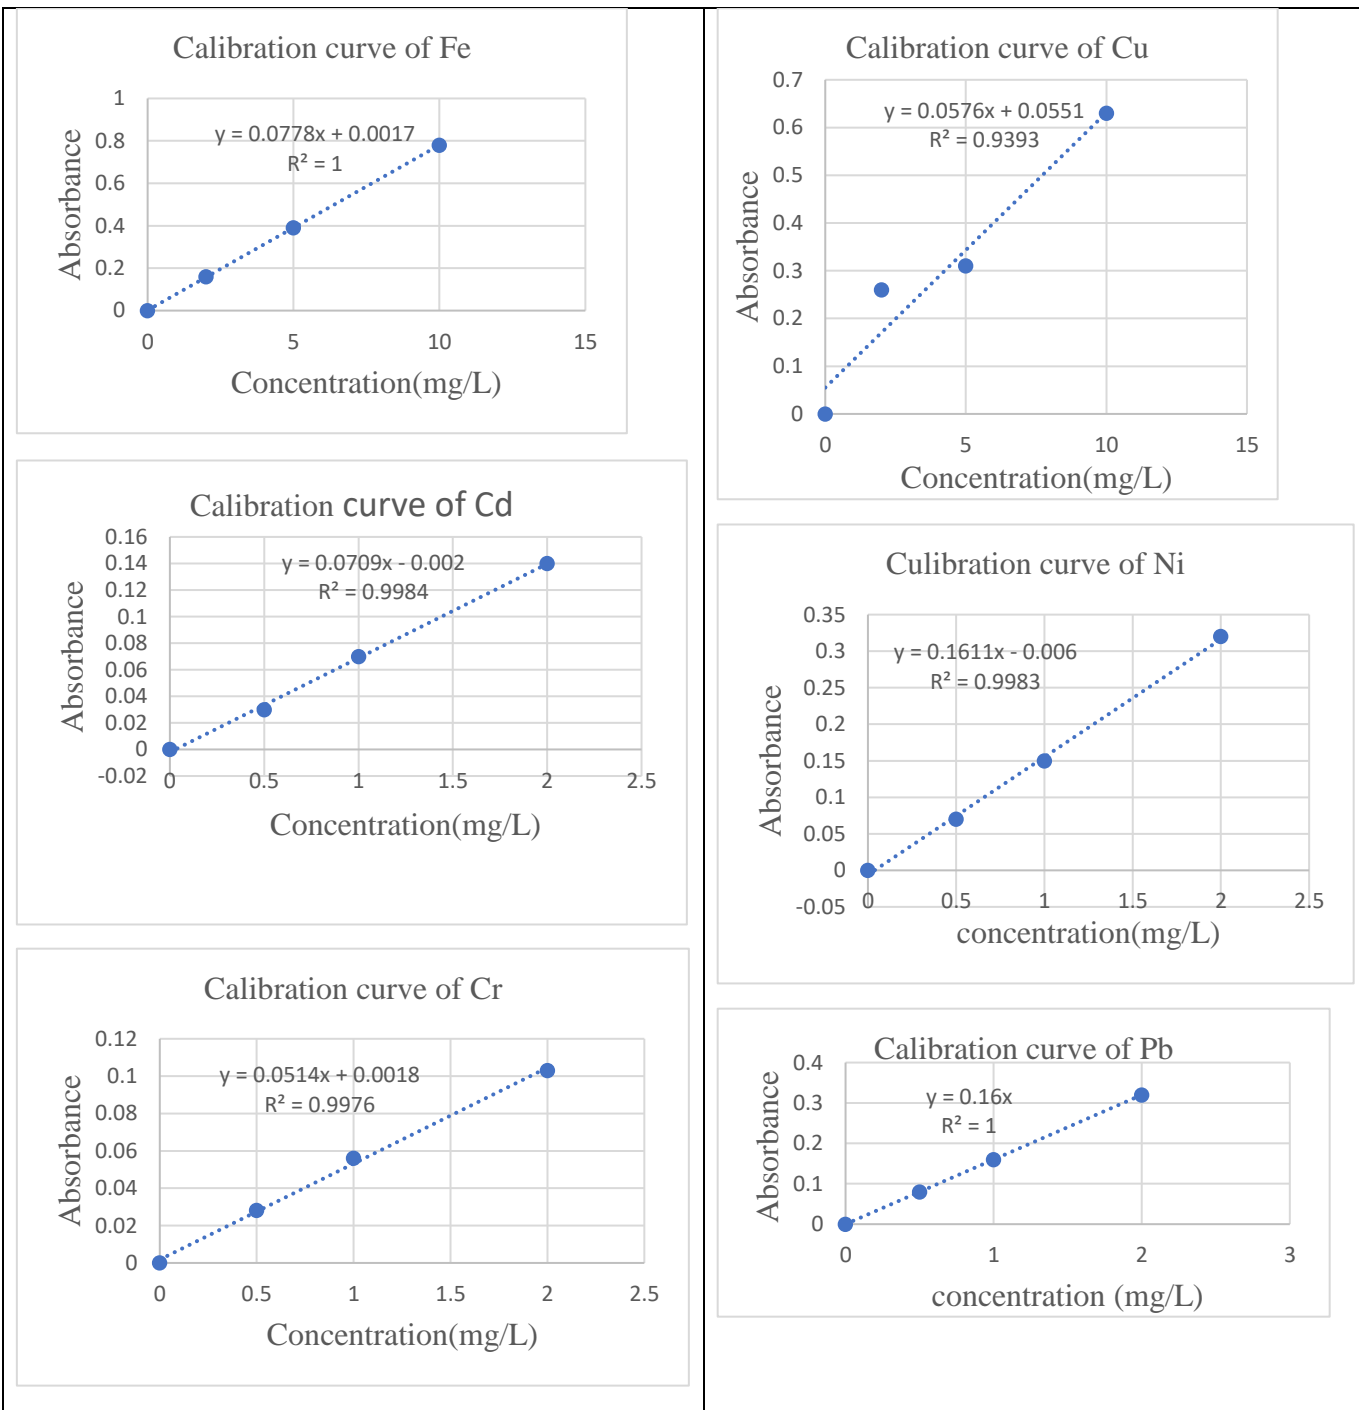 Calibration curve of Fe
y = 0.0778x + 0.0017
R² = 1
Absorbance
1
0.8
0.6
0.4
0.2
0
0 5 10 15
Concentration(mg/L)
Calibration curve of Cu
y = 0.0576x + 0.0551
R² = 0.9393
Absorbance
0.7
0.6
0.5
0.4
0.3
0.2
0.1
0
0 5 10 15
Concentration(mg/L)
Calibration curve of Cd
y = 0.0709x - 0.002
R² = 0.9984
Absorbance
0.16
0.14
0.12
0.1
0.08
0.06
0.04
0.02
0
-0.02
0 0.5 1 1.5 2 2.5
Concentration(mg/L)
Culibration curve of Ni
y = 0.1611x - 0.006
R² = 0.9983
Absorbance
0.35
0.3
0.25
0.2
0.15
0.1
0.05
0
-0.05
0 0.5 1 1.5 2 2.5
concentration(mg/L)
Calibration curve of Cr
y = 0.0514x + 0.0018
R² = 0.9976
Absorbance
0.12
0.1
0.08
0.06
0.04
0.02
0
0 0.5 1 1.5 2 2.5
Concentration(mg/L)
Calibration curve of Pb
y = 0.16x
R² = 1
Absorbance
0.4
0.3
0.2
0.1
0
0 1 2 3
concentration (mg/L)